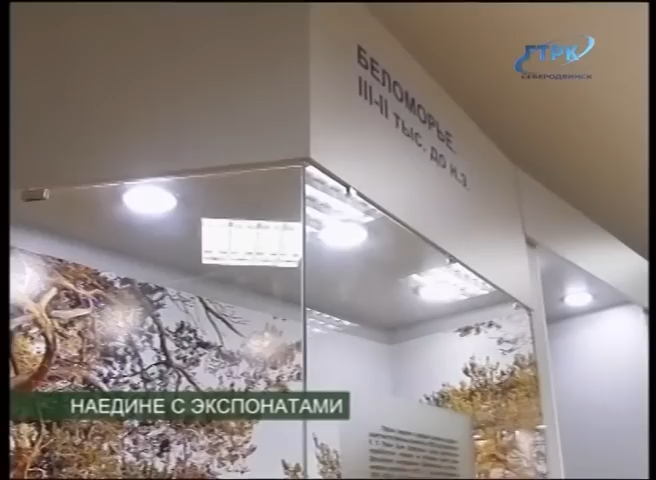 ГТРК
СЕВЕРОДВИНСК
БЕЛОМОРЬЕ.
III-II ТЫС. ДО Н.Э.
НАЕДИНЕ С ЭКСПОНАТАМИ